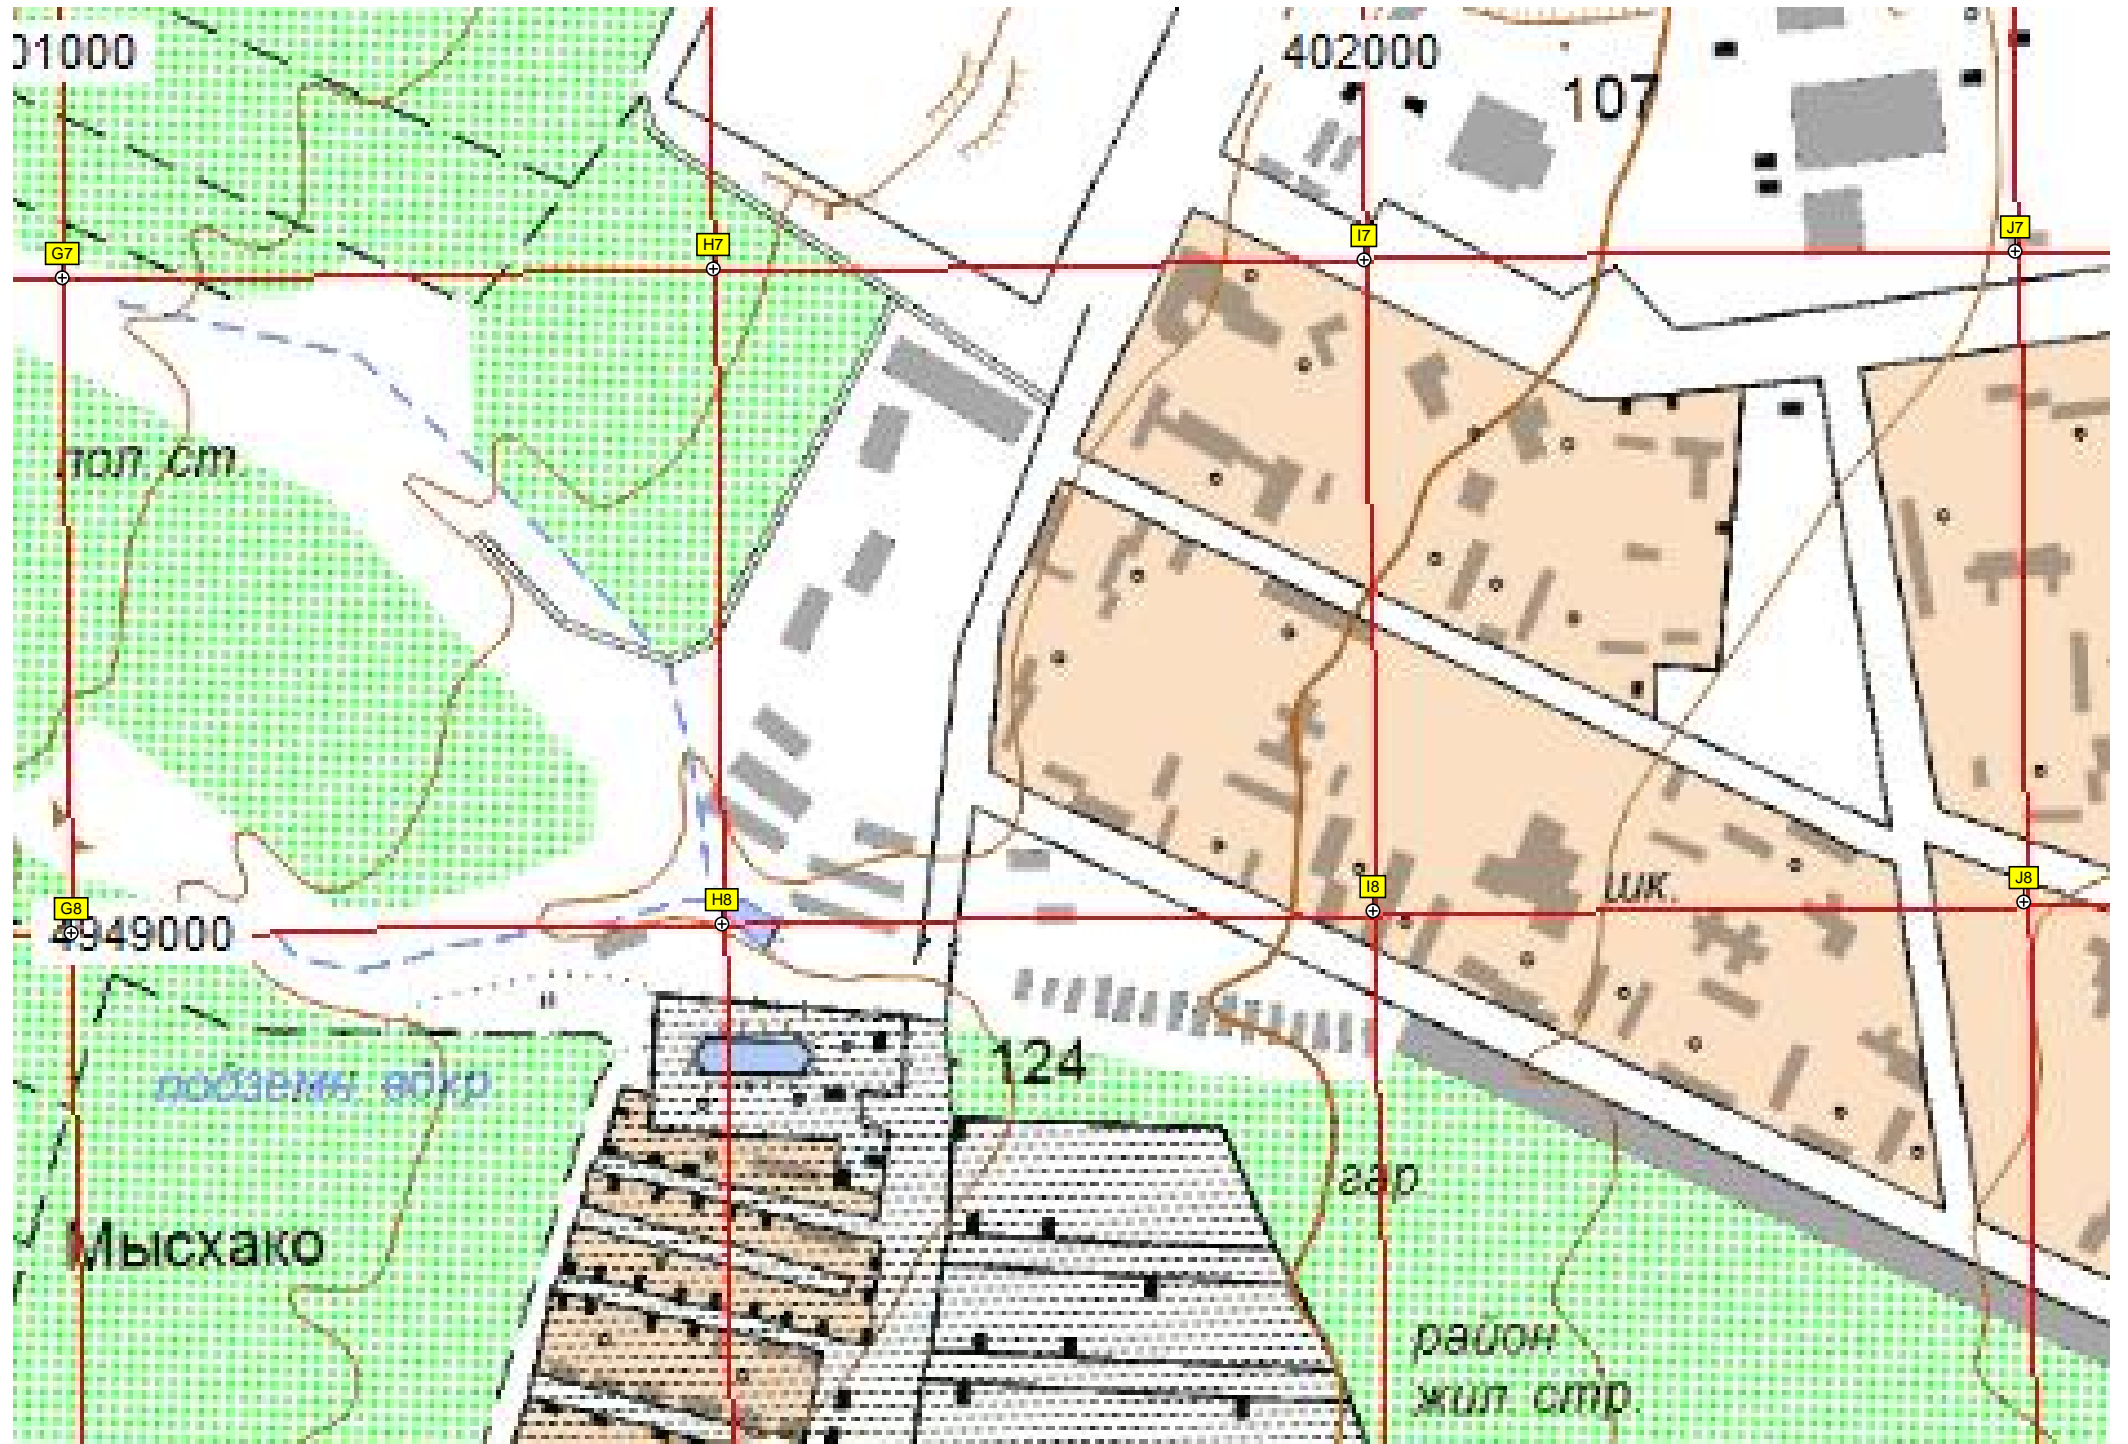 01000
402000
107
G7
H7
I7
J7
пол. ст.
шк.
G8
H8
I8
J8
4949000
124
подземн. вдхр
гар
Мысхако
район
жил стр.